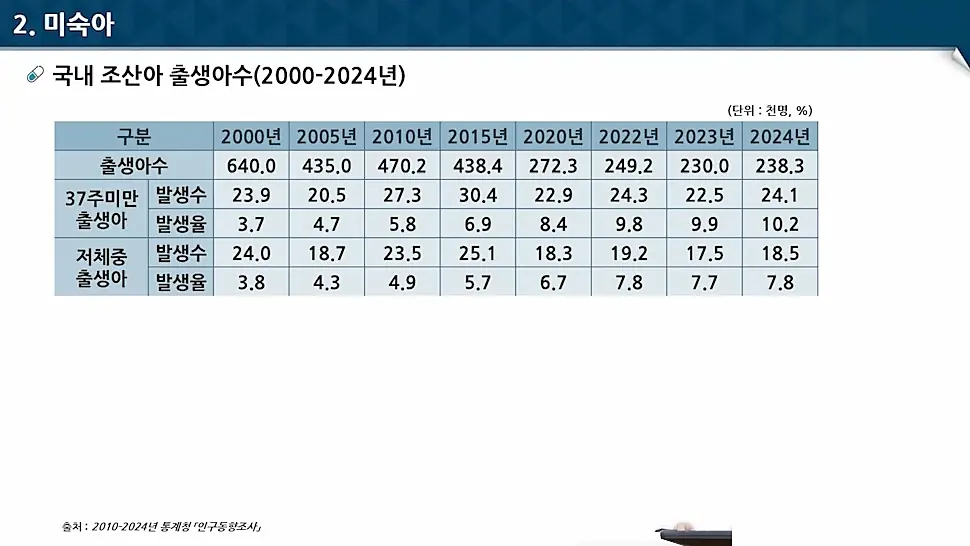 2. 미숙아
국내 조산아 출생아수(2000-2024년)
(단위 : 천명, %)
구분 2000년 2005년 2010년 2015년 2020년 2022년 2023년 2024년
출생아수 640.0 435.0 470.2 438.4 272.3 249.2 230.0 238.3
37주미만 출생아 발생수 23.9 20.5 27.3 30.4 22.9 24.3 22.5 24.1
발생율 3.7 4.7 5.8 6.9 8.4 9.8 9.9 10.2
저체중 출생아 발생수 24.0 18.7 23.5 25.1 18.3 19.2 17.5 18.5
발생율 3.8 4.3 4.9 5.7 6.7 7.8 7.7 7.8
출처 : 2010-2024년 통계청 「인구동향조사」